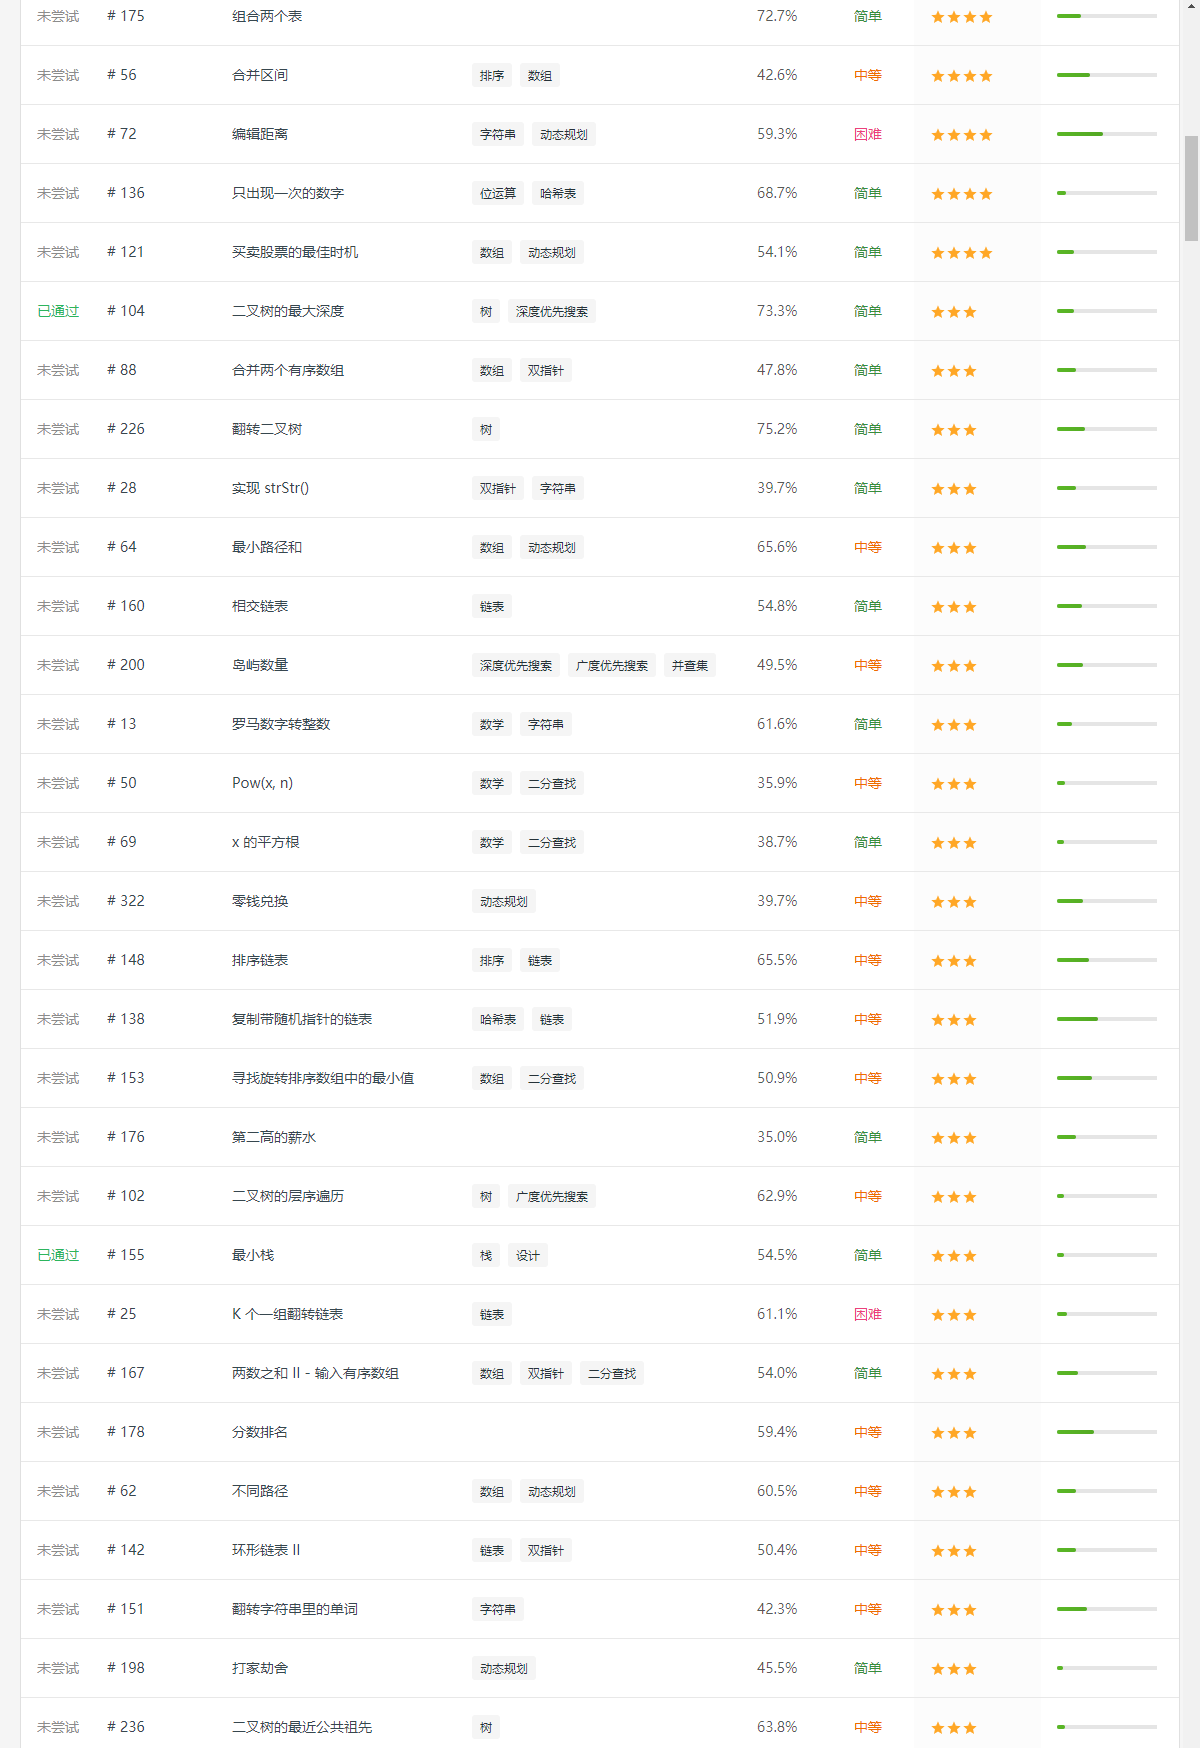 未尝试 # 175 组合两个表 72.7% 简单
未尝试 # 56 合并区间 排序 数组 42.6% 中等
未尝试 # 72 编辑距离 字符串 动态规划 59.3% 困难
未尝试 # 136 只出现一次的数字 位运算 哈希表 68.7% 简单
未尝试 # 121 买卖股票的最佳时机 数组 动态规划 54.1% 简单
已通过 # 104 二叉树的最大深度 树 深度优先搜索 73.3% 简单
未尝试 # 88 合并两个有序数组 数组 双指针 47.8% 简单
未尝试 # 226 翻转二叉树 树 75.2% 简单
未尝试 # 28 实现 strStr() 双指针 字符串 39.7% 简单
未尝试 # 64 最小路径和 数组 动态规划 65.6% 中等
未尝试 # 160 相交链表 链表 54.8% 简单
未尝试 # 200 岛屿数量 深度优先搜索 广度优先搜索 并查集 49.5% 中等
未尝试 # 13 罗马数字转整数 数学 字符串 61.6% 简单
未尝试 # 50 Pow(x, n) 数学 二分查找 35.9% 中等
未尝试 # 69 x 的平方根 数学 二分查找 38.7% 简单
未尝试 # 322 零钱兑换 动态规划 39.7% 中等
未尝试 # 148 排序链表 排序 链表 65.5% 中等
未尝试 # 138 复制带随机指针的链表 哈希表 链表 51.9% 中等
未尝试 # 153 寻找旋转排序数组中的最小值 数组 二分查找 50.9% 中等
未尝试 # 176 第二高的薪水 35.0% 简单
未尝试 # 102 二叉树的层序遍历 树 广度优先搜索 62.9% 中等
已通过 # 155 最小栈 栈 设计 54.5% 简单
未尝试 # 25 K 个一组翻转链表 链表 61.1% 困难
未尝试 # 167 两数之和 II - 输入有序数组 数组 双指针 二分查找 54.0% 简单
未尝试 # 178 分数排名 59.4% 中等
未尝试 # 62 不同路径 数组 动态规划 60.5% 中等
未尝试 # 142 环形链表 II 链表 双指针 50.4% 中等
未尝试 # 151 翻转字符串里的单词 字符串 42.3% 中等
未尝试 # 198 打家劫舍 动态规划 45.5% 简单
未尝试 # 236 二叉树的最近公共祖先 树 63.8% 中等